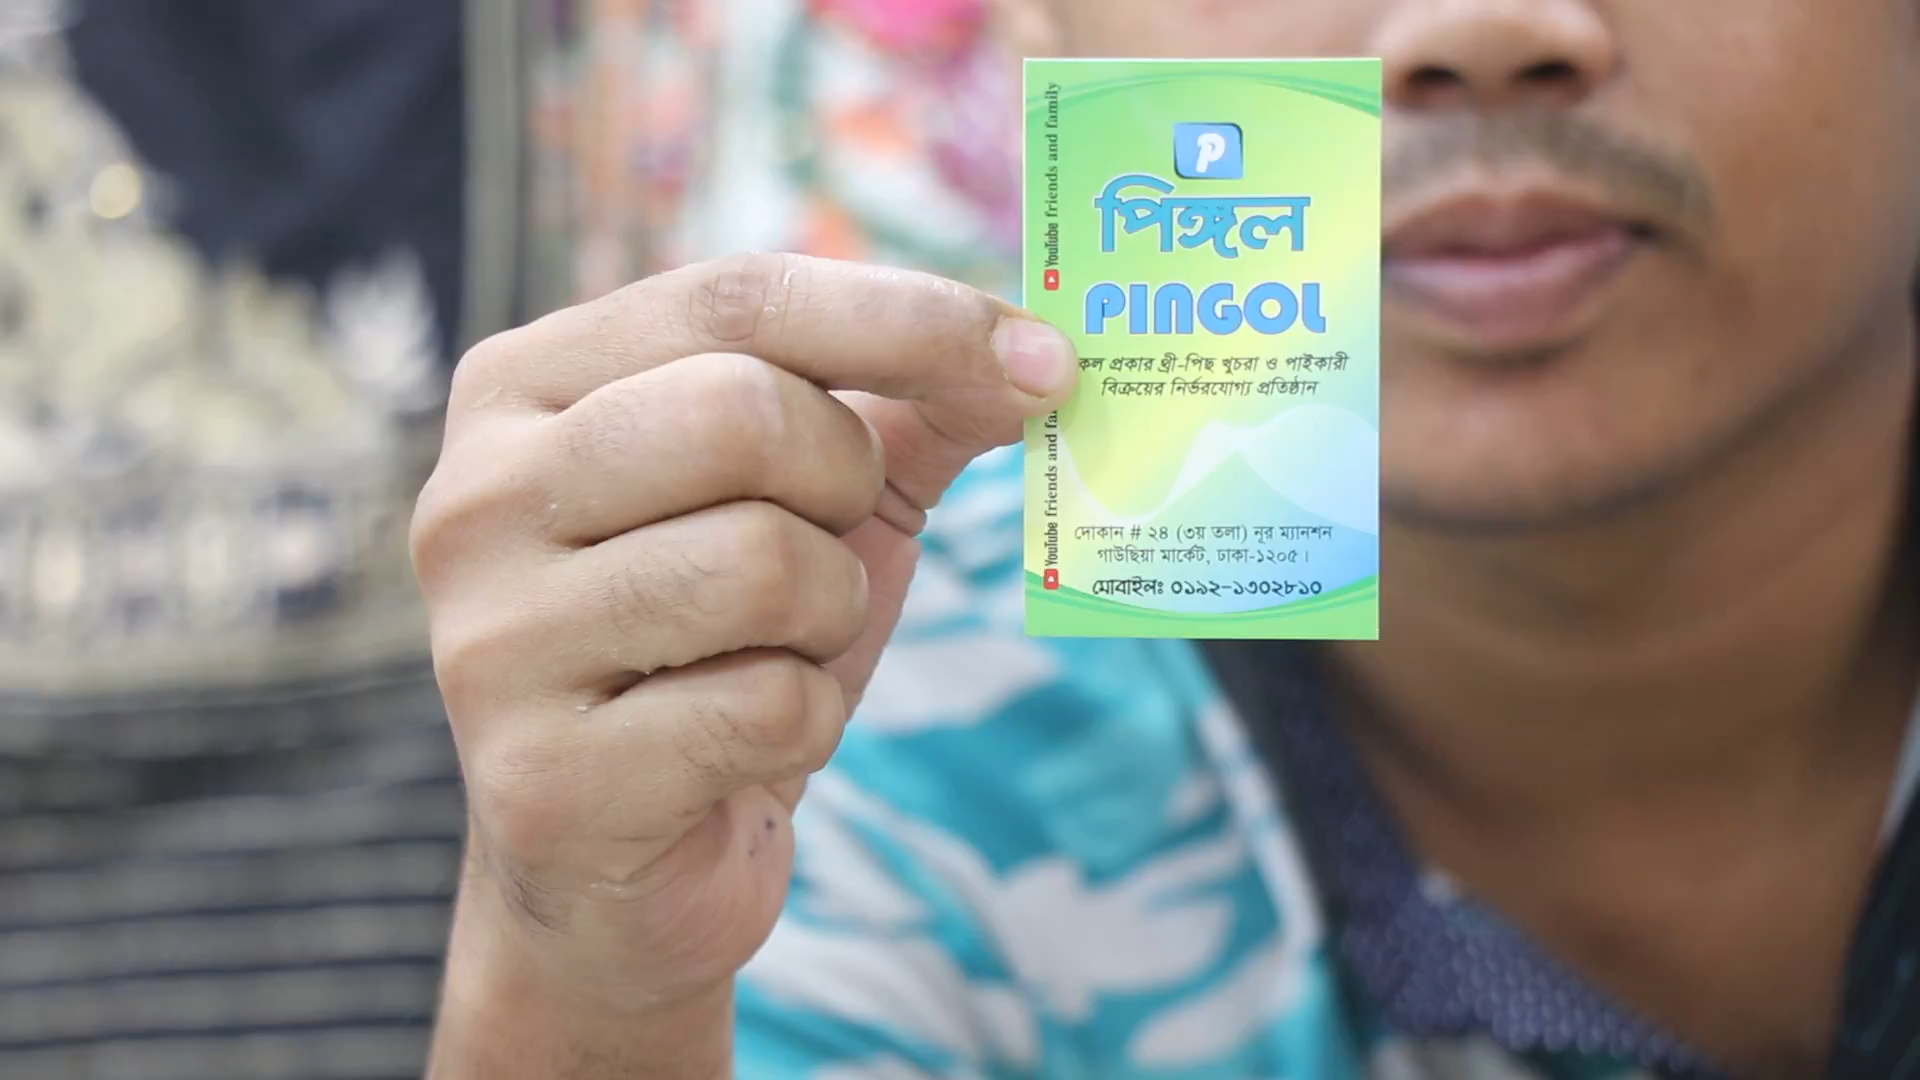 P
পিঙ্গল
PINGOL
কল প্রকার থ্রী-পিছ খুচরা ও পাইকারী
বিক্রয়ের নির্ভরযোগ্য প্রতিষ্ঠান
দোকান # ২৪ (৩য় তলা) নূর ম্যানশন
গাউছিয়া মার্কেট, ঢাকা-১২০৫।
মোবাইলঃ ০১৯২-১৩০২৮১০
YouTube friends and family
YouTube friends and fa